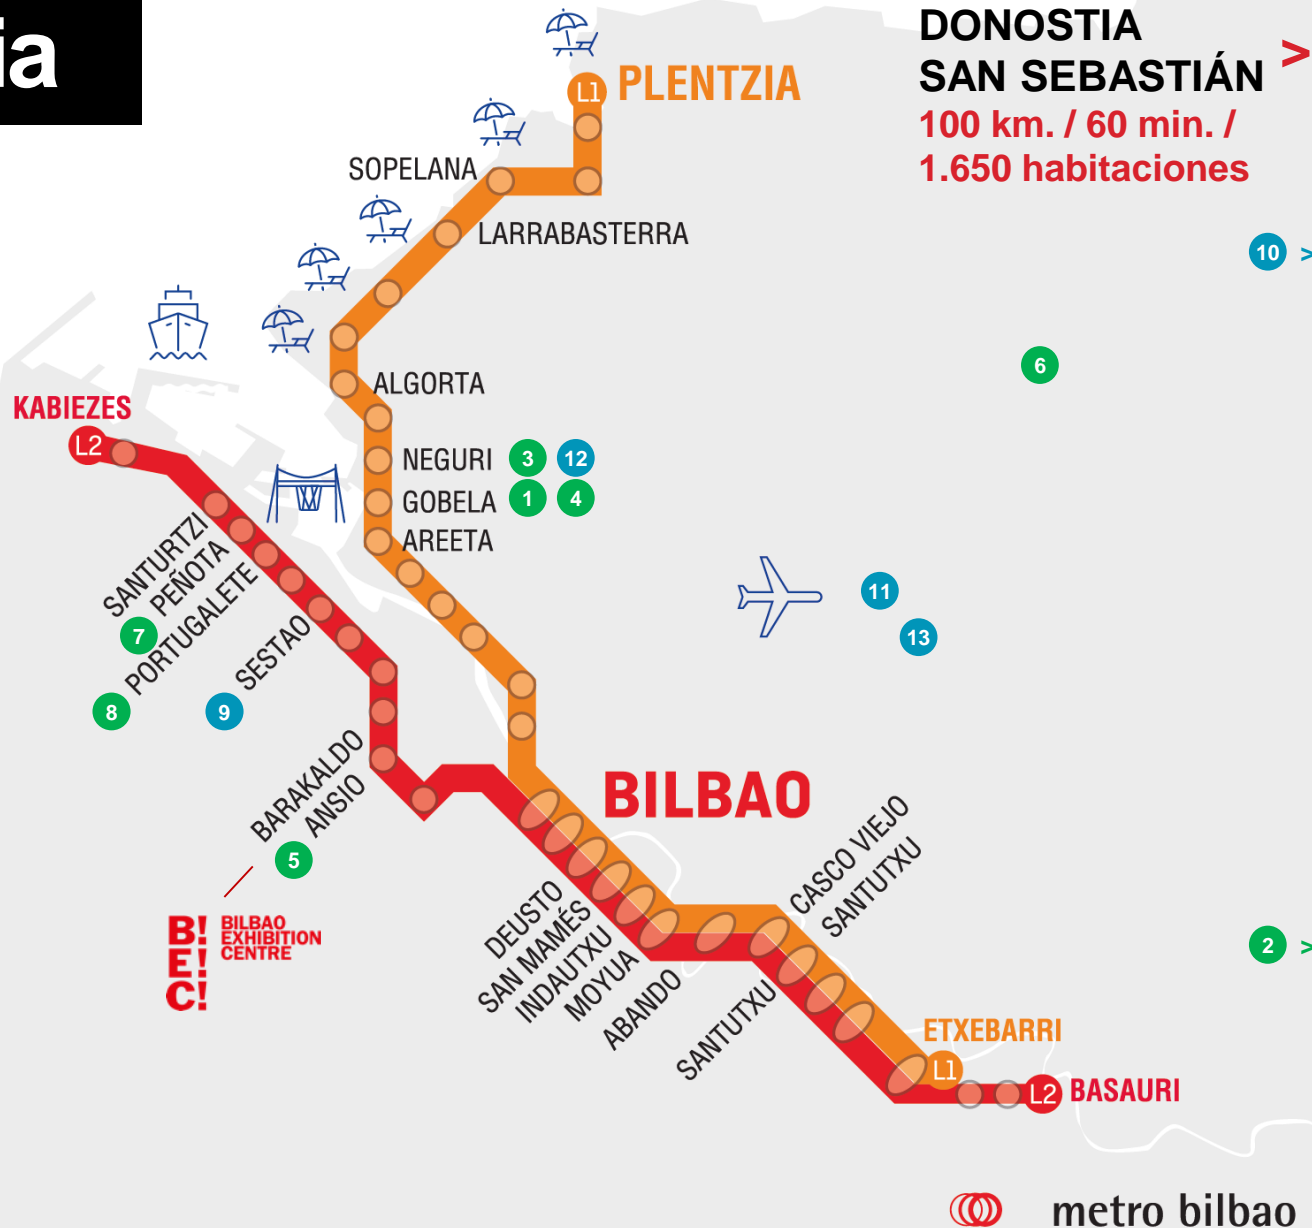 ia
DONOSTIA
SAN SEBASTIÁN >
100 km. / 60 min. /
1.650 habitaciones
L1 PLENTZIA
SOPELANA
LARRABASTERRA
10 >
6
ALGORTA
KABIEZES
L2
NEGURI 3 12
GOBELA 1 4
AREETA
SANTURTZI
PEÑOTA
7
PORTUGALETE
8
SESTAO
9
11
13
BARAKALDO
ANSIO
5
B!
E!
C!
BILBAO
EXHIBITION
CENTRE
BILBAO
CASCO VIEJO
SANTUTXU
DEUSTO
SAN MAMÉS
INDAUTXU
MOYUA
ABANDO
SANTUTXU
2 >
ETXEBARRI
L1
L2 BASAURI
metro bilbao